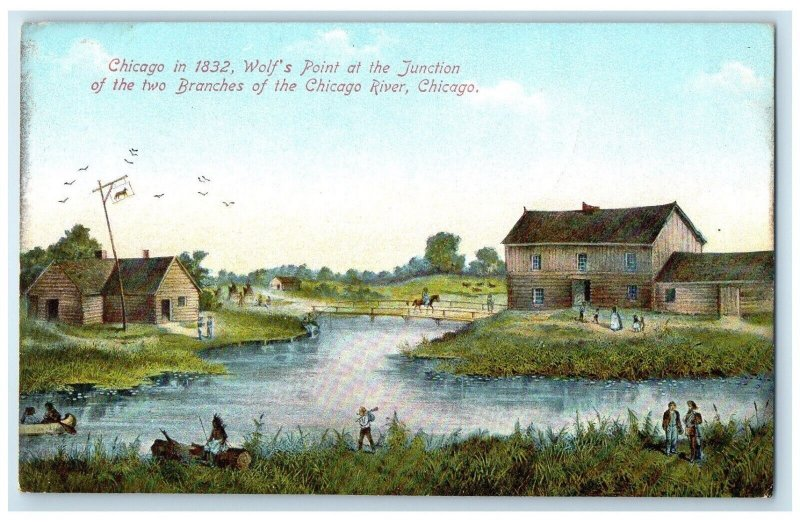 Chicago in 1832, Wolf's Point at the Junction
of the two Branches of the Chicago River, Chicago.